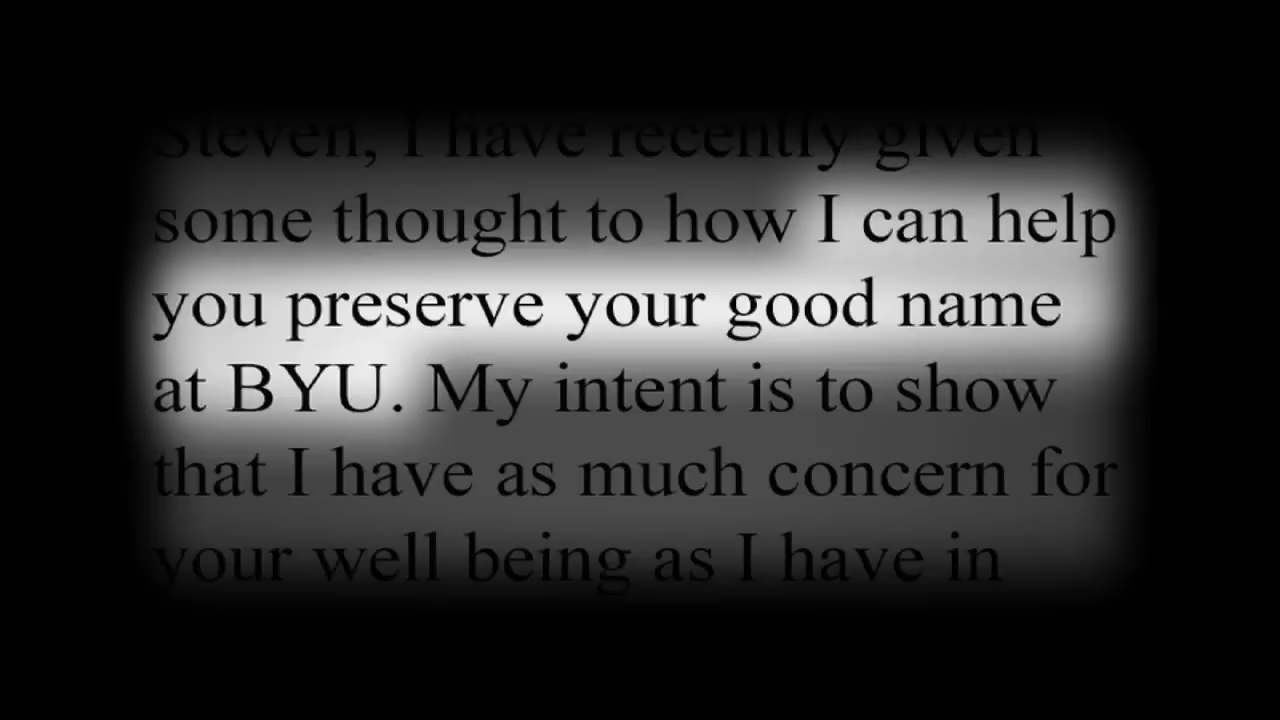 Steven, I have recently given
some thought to how I can help
you preserve your good name
at BYU. My intent is to show
that I have as much concern for
your well being as I have in